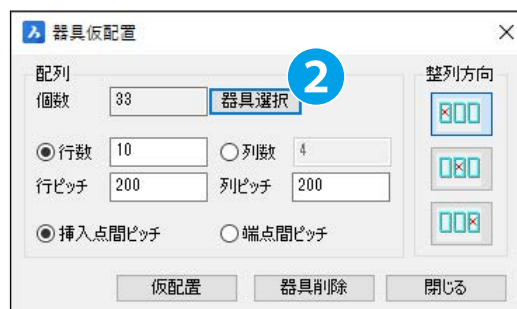 器具仮配置
配列
個数 33 器具選択
2
行数 10 列数 4
行ピッチ 200 列ピッチ 200
挿入点間ピッチ 端点間ピッチ
整列方向
仮配置 器具削除 閉じる